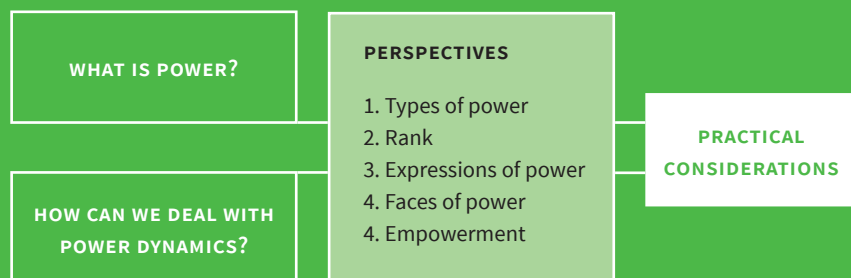 WHAT IS POWER?
HOW CAN WE DEAL WITH
POWER DYNAMICS?
PERSPECTIVES
1. Types of power
2. Rank
3. Expressions of power
4. Faces of power
4. Empowerment
PRACTICAL
CONSIDERATIONS